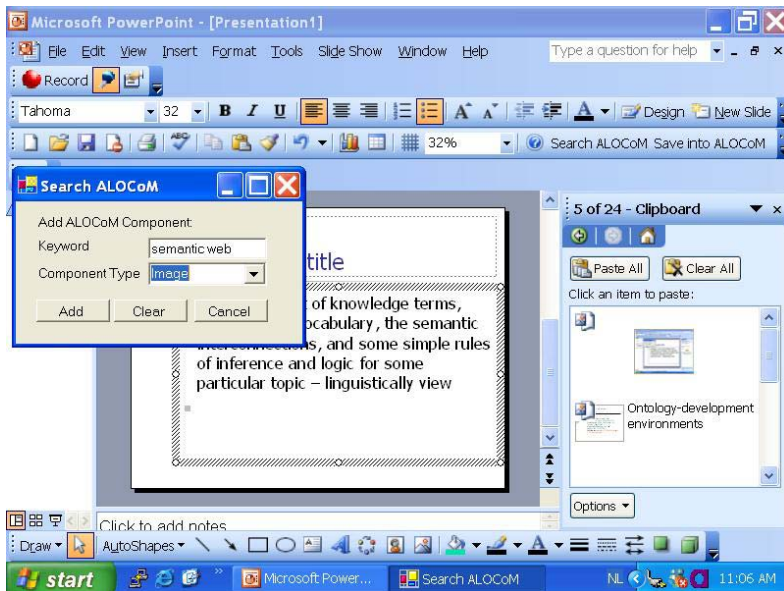 Microsoft PowerPoint - [Presentation1]
File Edit View Insert Format Tools Slide Show Window Help
Type a question for help
Record
Tahoma 32 B I U A A A Design New Slide
32% Search ALOCoM Save into ALOCoM
Search ALOCoM
Add ALOCoM Component
Keyword semantic web
Component Type Image
Add Clear Cancel
title
of knowledge terms,
ocabulary, the semantic
interconnections, and some simple rules
of inference and logic for some
particular topic – linguistically view
5 of 24 - Clipboard
Paste All Clear All
Click an item to paste:
Ontology-development
environments
Options
Click to add notes
Draw AutoShapes A
start Microsoft Power... Search ALOCoM NL 11:06 AM